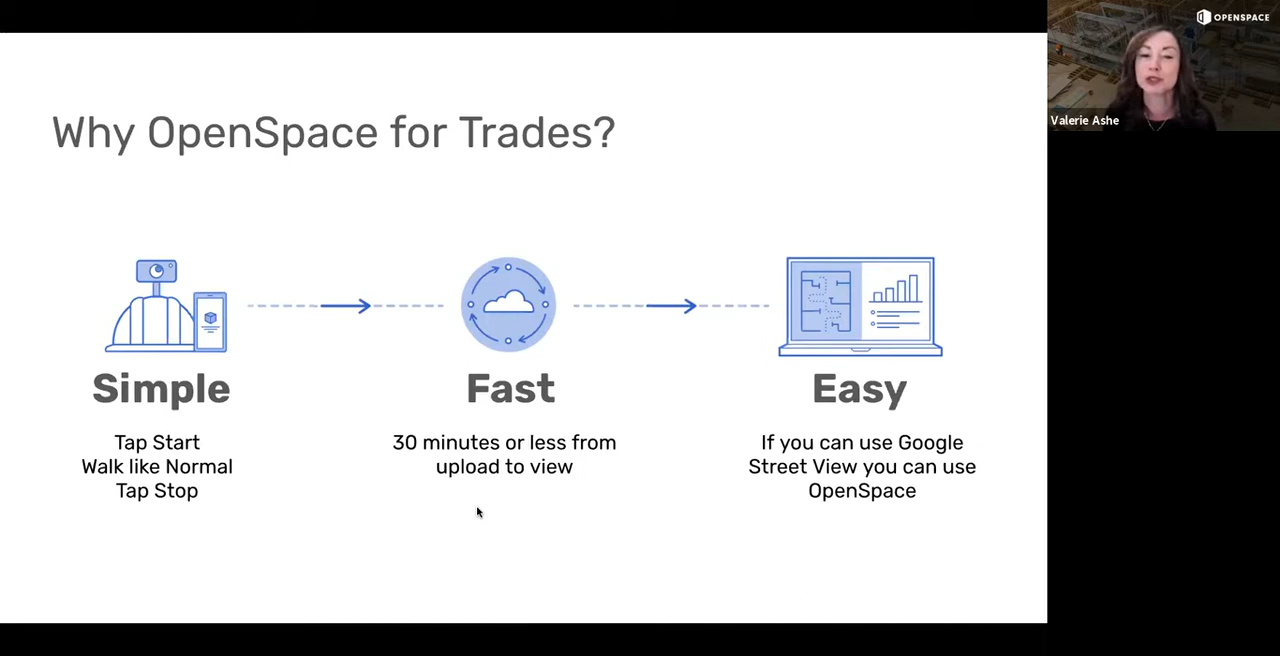 Why OpenSpace for Trades?
Simple
Tap Start
Walk like Normal
Tap Stop
Fast
30 minutes or less from
upload to view
Easy
If you can use Google
Street View you can use
OpenSpace
OPENSPACE
Valerie Ashe